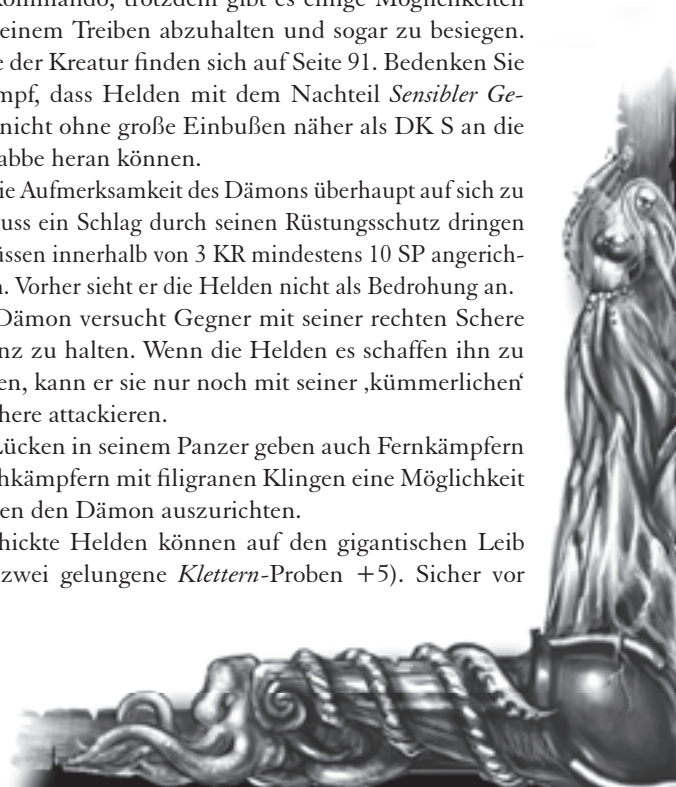 kommando, trotzdem gibt es einige Möglichkeiten
einem Treiben abzuhalten und sogar zu besiegen.
e der Kreatur finden sich auf Seite 91. Bedenken Sie
mpf, dass Helden mit dem Nachteil Sensibler Ge-
nicht ohne große Einbußen näher als DK S an die
abbe heran können.
ie Aufmerksamkeit des Dämons überhaupt auf sich zu
uss ein Schlag durch seinen Rüstungsschutz dringen
üssen innerhalb von 3 KR mindestens 10 SP angerich-
n. Vorher sieht er die Helden nicht als Bedrohung an.
Dämon versucht Gegner mit seiner rechten Schere
nz zu halten. Wenn die Helden es schaffen ihn zu
en, kann er sie nur noch mit seiner ‚kümmerlichen‘
here attackieren.
Lücken in seinem Panzer geben auch Fernkämpfern
hkämpfern mit filigranen Klingen eine Möglichkeit
en den Dämon auszurichten.
hickte Helden können auf den gigantischen Leib
zwei gelungene Klettern-Proben +5). Sicher vor